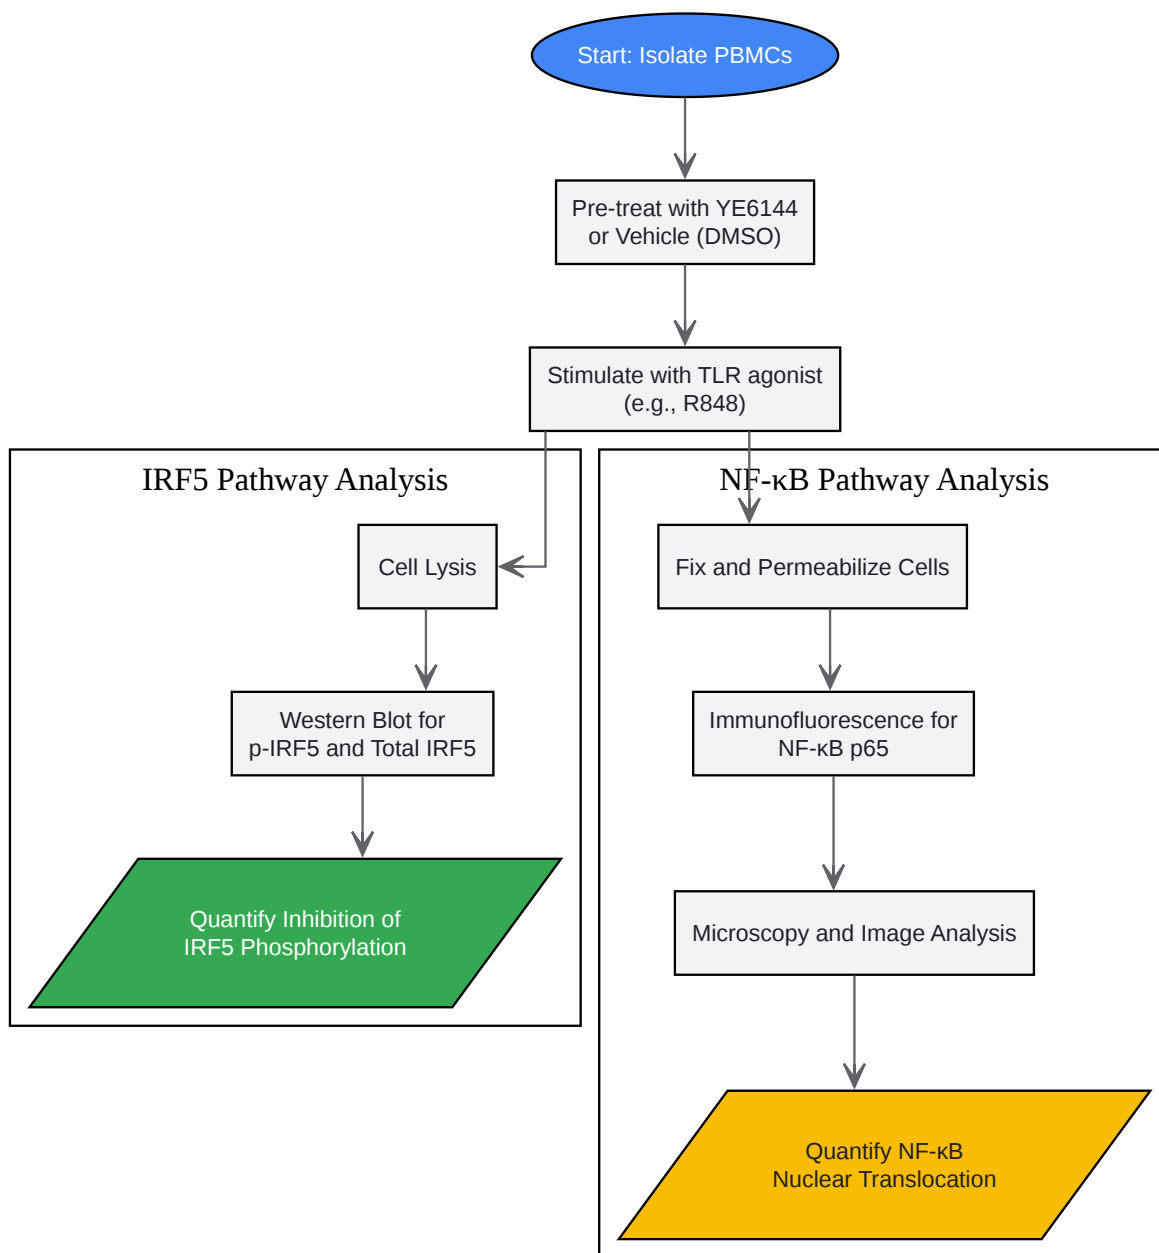 Start: Isolate PBMCs
Pre-treat with YE6144
or Vehicle (DMSO)
Stimulate with TLR agonist
(e.g., R848)
IRF5 Pathway Analysis
Cell Lysis
Western Blot for
p-IRF5 and Total IRF5
Quantify Inhibition of
IRF5 Phosphorylation
NF-κB Pathway Analysis
Fix and Permeabilize Cells
Immunofluorescence for
NF-κB p65
Microscopy and Image Analysis
Quantify NF-κB
Nuclear Translocation